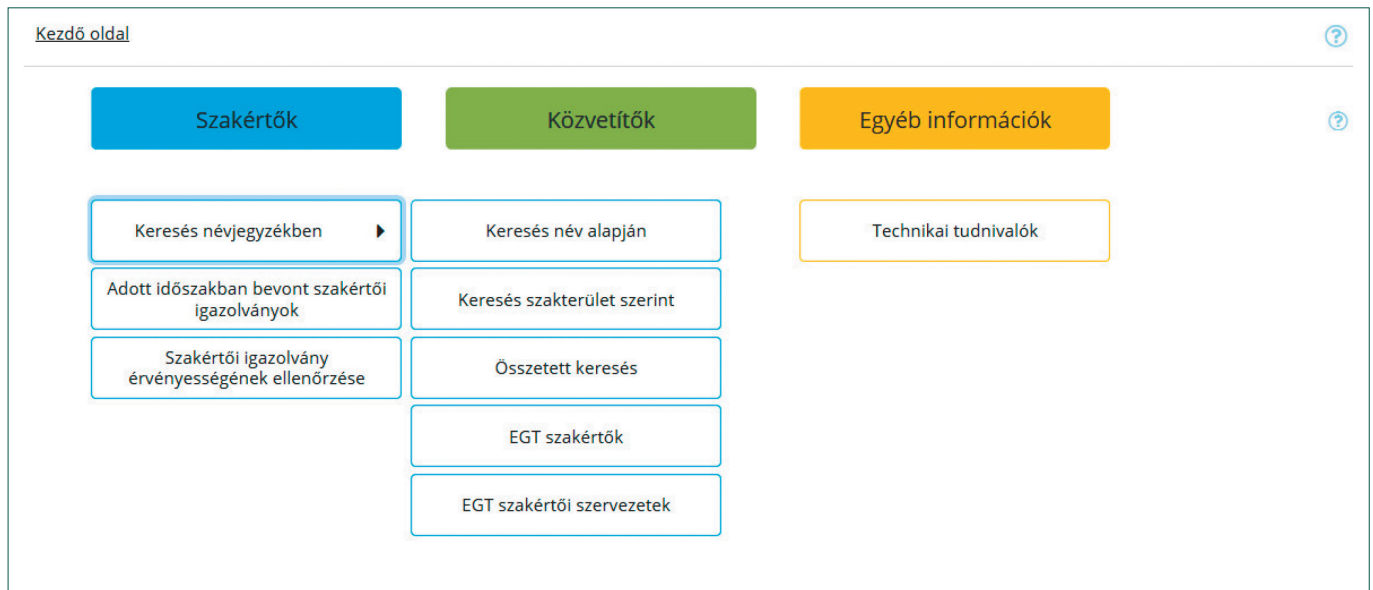 Kezdő oldal
Szakértők
Közvetítők
Egyéb információk
Keresés névjegyzékben
Keresés név alapján
Technikai tudnivalók
Adott időszakban bevont szakértői
igazolványok
Keresés szakterület szerint
Szakértői igazolvány
érvényességének ellenőrzése
Összetett keresés
EGT szakértők
EGT szakértői szervezetek